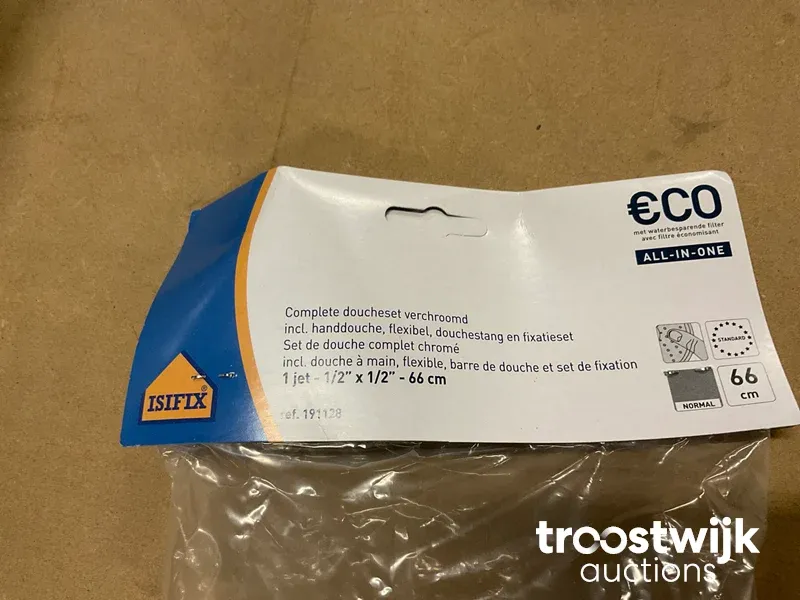 €CO
met waterbesparende filter
avec filtre économisant
ALL-IN-ONE
Complete doucheset verchroomd
incl. handdouche, flexibel, douchestang en fixatieset
Set de douche complet chromé
incl. douche à main, flexible, barre de douche et set de fixation
1 jet - 1/2” x 1/2” - 66 cm
ref. 191128
ISIFIX®
STANDARD
NORMAL
66
cm
troostwijk
auctions